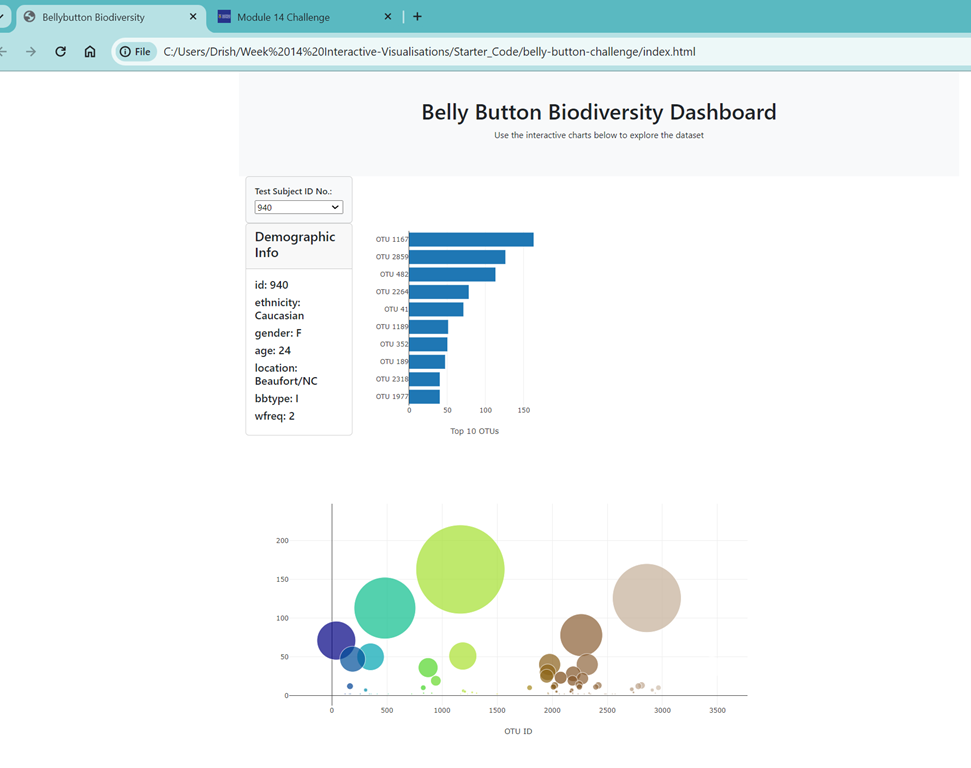 Bellybutton Biodiversity
Module 14 Challenge
File C:/Users/Drish/Week%2014%20Interactive-Visualisations/Starter_Code/belly-button-challenge/index.html
Belly Button Biodiversity Dashboard
Use the interactive charts below to explore the dataset
Test Subject ID No.:
940
Demographic
Info
id: 940
ethnicity:
Caucasian
gender: F
age: 24
location:
Beaufort/NC
bbtype: I
wfreq: 2
OTU 1167
OTU 2859
OTU 482
OTU 2264
OTU 41
OTU 1189
OTU 352
OTU 189
OTU 2318
OTU 1977
0 50 100 150
Top 10 OTUs
200
150
100
50
0
0 500 1000 1500 2000 2500 3000 3500
OTU ID